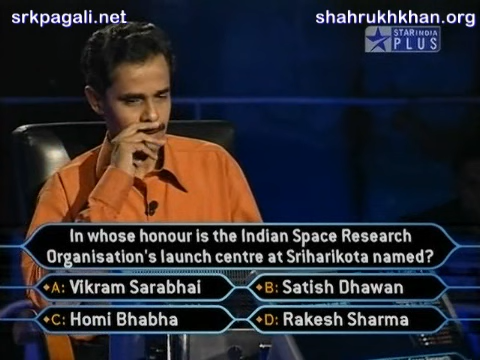 srkpagali.net
shahrukhkhan.org
STAR INDIA
PLUS
In whose honour is the Indian Space Research
Organisation's launch centre at Sriharikota named?
A: Vikram Sarabhai
B: Satish Dhawan
C: Homi Bhabha
D: Rakesh Sharma